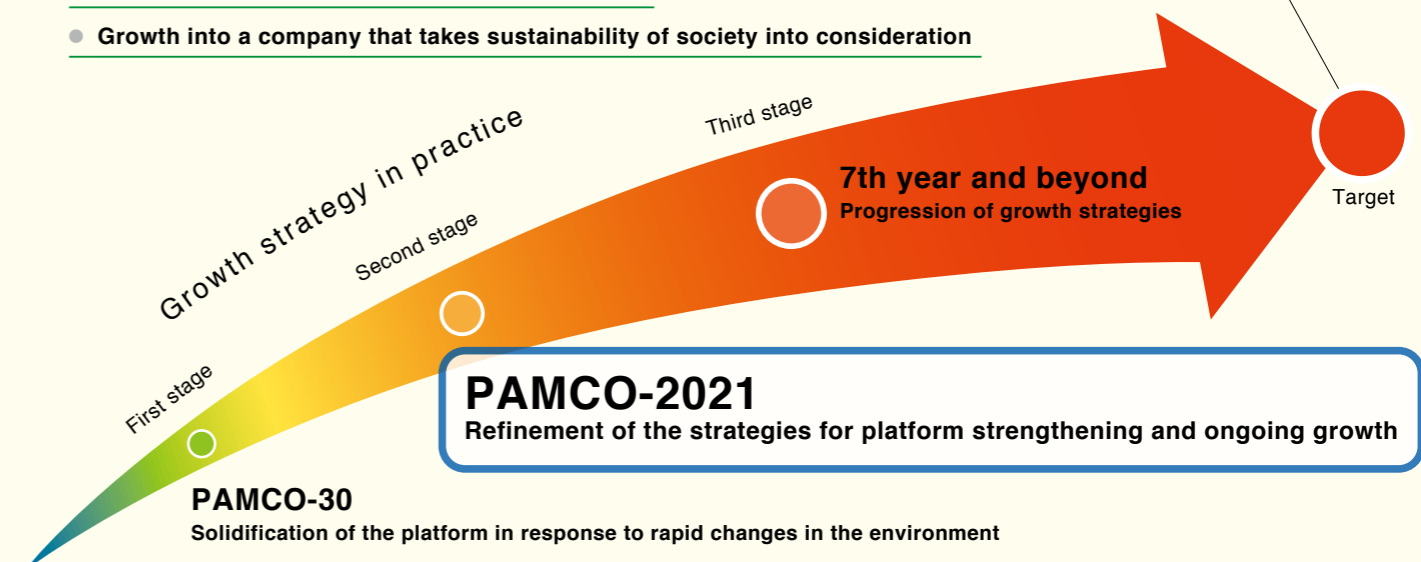 Growth into a company that takes sustainability of society into consideration
Growth strategy in practice
Third stage
7th year and beyond
Progression of growth strategies
Target
Second stage
PAMCO-2021
Refinement of the strategies for platform strengthening and ongoing growth
First stage
PAMCO-30
Solidification of the platform in response to rapid changes in the environment